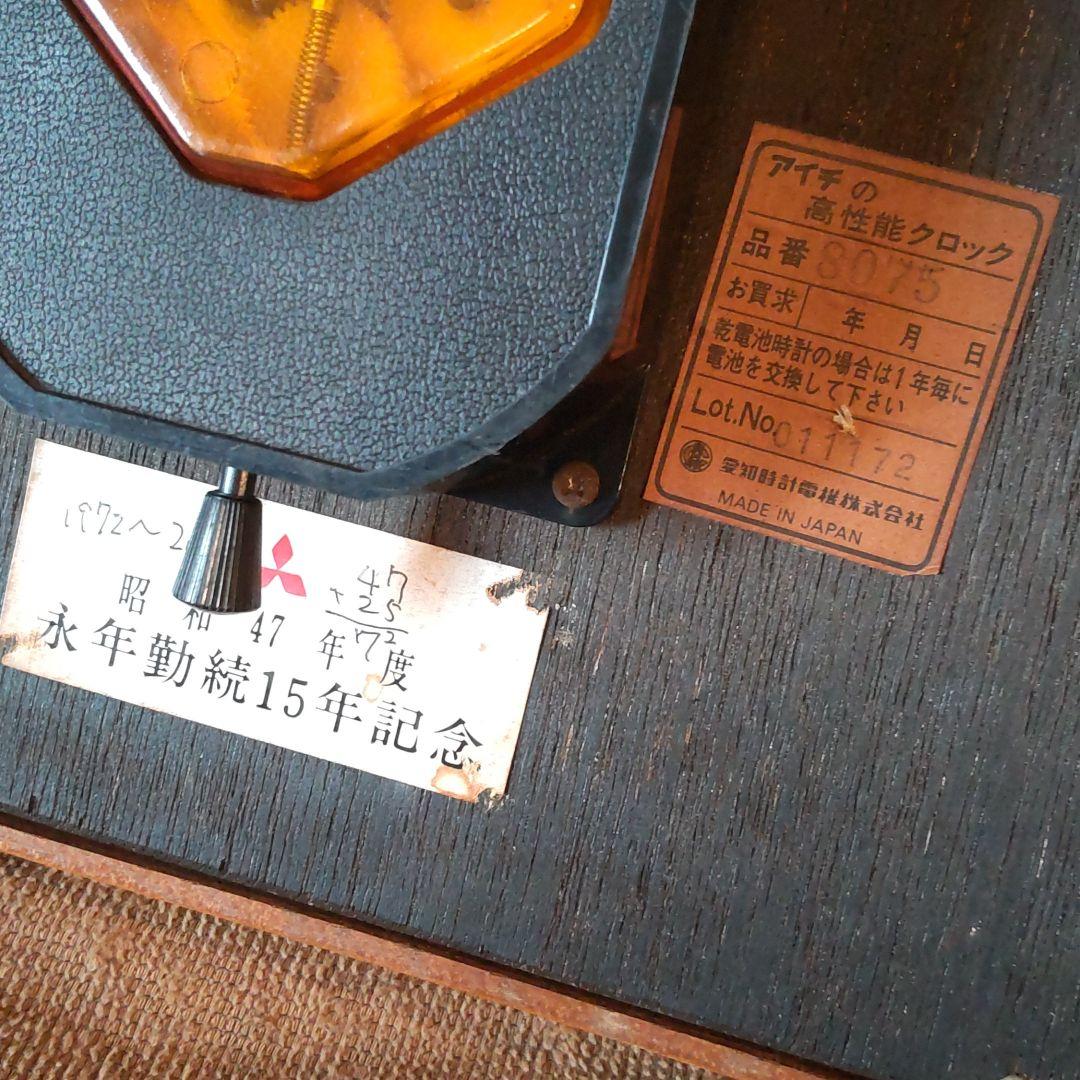 アイチの
高性能クロック
品番 8075
お買求 年 月 日
乾電池時計の場合は1年毎に
電池を交換して下さい
Lot.No 011172
愛知時計電機株式会社
MADE IN JAPAN
1972～2
47
+25
72
昭和47年度
永年勤続15年記念